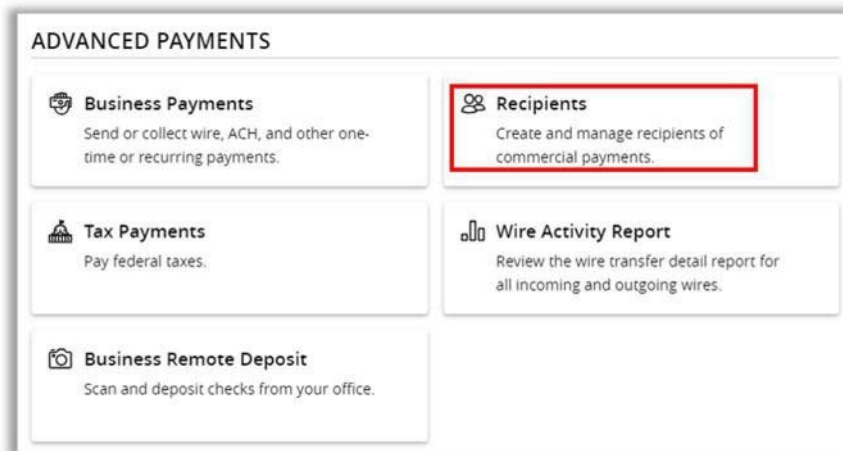 ADVANCED PAYMENTS
Business Payments
Send or collect wire, ACH, and other one-
time or recurring payments.
Recipients
Create and manage recipients of
commercial payments.
Tax Payments
Pay federal taxes.
Wire Activity Report
Review the wire transfer detail report for
all incoming and outgoing wires.
Business Remote Deposit
Scan and deposit checks from your office.